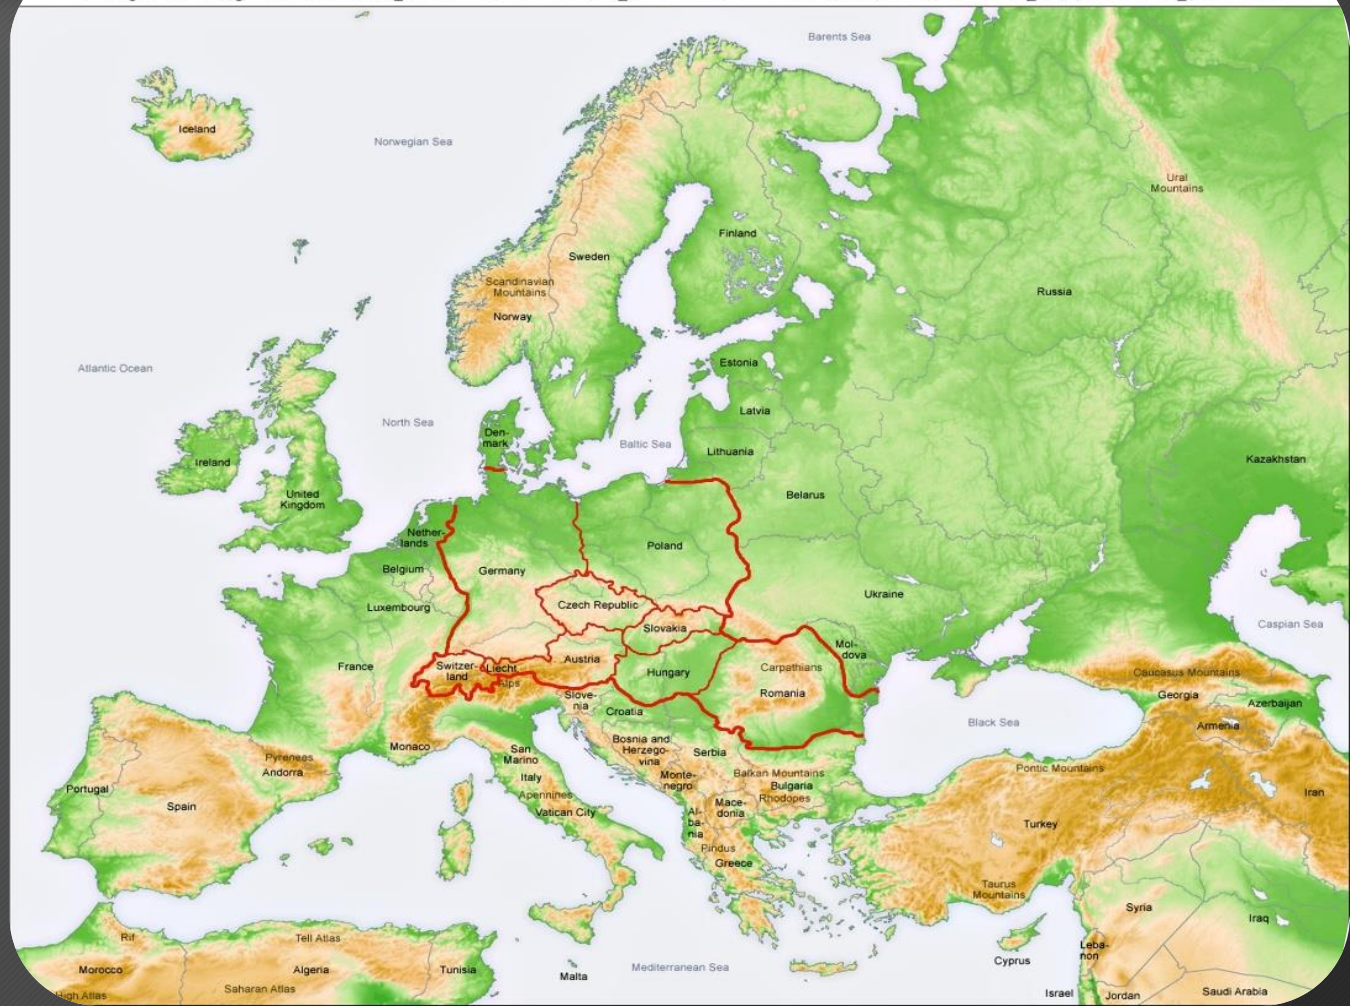 Barents Sea
Iceland
Norwegian Sea
Ural
Mountains
Finland
Sweden
Scandinavian
Mountains
Russia
Norway
Estonia
Atlantic Ocean
Latvia
North Sea
Den-
mark
Baltic Sea
Lithuania
Ireland
Kazakhstan
United
Kingdom
Belarus
Nether-
lands
Poland
Belgium
Germany
Ukraine
Luxembourg
Czech Republic
Slovakia
Caspian Sea
Mol-
dova
France
Switzer-
land
Liecht
Austria
Hungary
Carpathians
Caucasus Mountains
Alps
Slove-
nia
Romania
Georgia
Azerbaijan
Croatia
Black Sea
Armenia
Monaco
Bosnia and
Herzego-
vina
Serbia
San
Marino
Pyrenees
Andorra
Pontic Mountains
Italy
Monte-
negro
Balkan Mountains
Bulgaria
Portugal
Spain
Apennines
Rhodopes
Iran
Vatican City
Mace-
donia
Al-
ba-
nia
Turkey
Pindus
Greece
Taurus
Mountains
Syria
Iraq
Rif
Tell Atlas
Leba-
non
Morocco
Algeria
Tunisia
Malta
Mediterranean Sea
Cyprus
High Atlas
Saharan Atlas
Israel
Jordan
Saudi Arabia